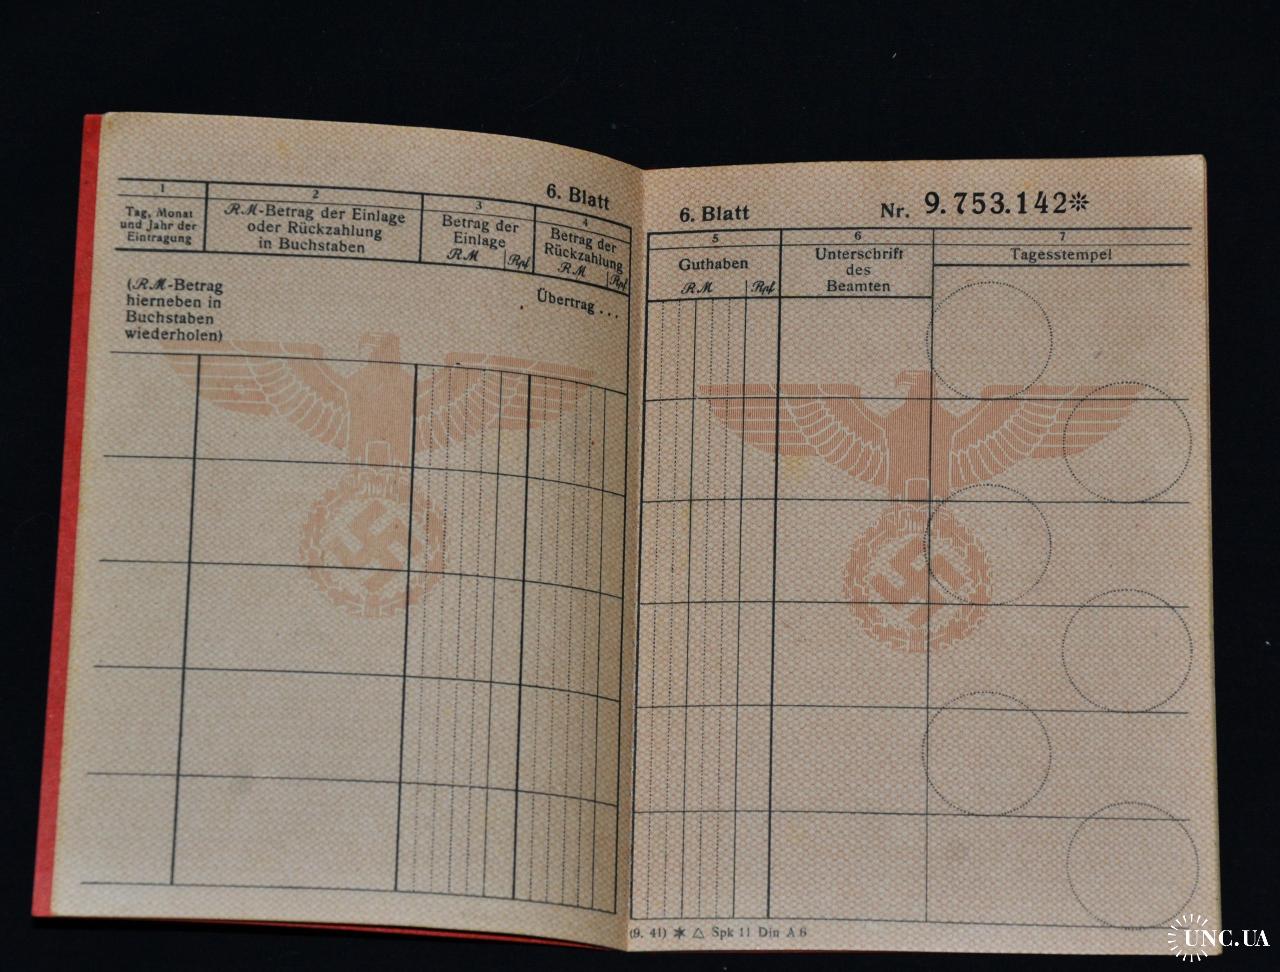 6. Blatt
1
2
3
4
Tag, Monat
und Jahr der
Eintragung
RM-Betrag der Einlage
oder Rückzahlung
in Buchstaben
Betrag der
Einlage
RM Rpf
Betrag der
Rückzahlung
RM Rpf
(RM-Betrag
hierneben in
Buchstaben
wiederholen)
Übertrag ...
6. Blatt
Nr. 9.753.142*
5
6
7
Guthaben
RM Rpf
Unterschrift
des
Beamten
Tagesstempel
(9. 41) * △ Spk 11 Din A 6
UNC.UA